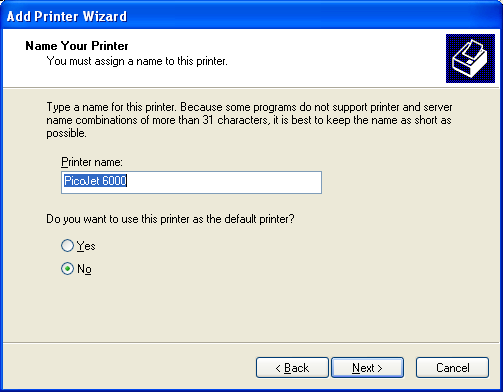 Add Printer Wizard
Name Your Printer
You must assign a name to this printer.
Type a name for this printer. Because some programs do not support printer and server
name combinations of more than 31 characters, it is best to keep the name as short as
possible.
Printer name:
PicoJet 6000
Do you want to use this printer as the default printer?
Yes
No
< Back
Next >
Cancel